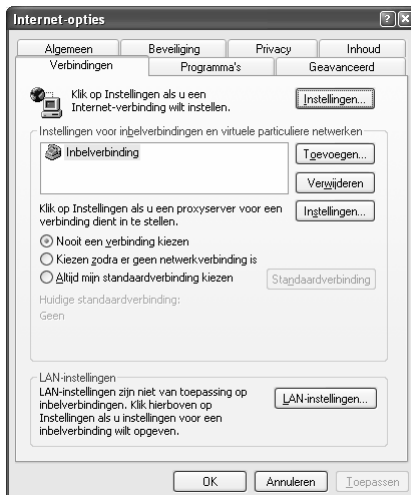 Internet-opties
Algemeen Beveiliging Privacy Inhoud
Verbindingen Programma's Geavanceerd
Klik op Instellingen als u een
Internet-verbinding wilt instellen.
Instellingen...
Instellingen voor inbelverbindingen en virtuele particuliere netwerken
Inbelverbinding
Toevoegen...
Verwijderen
Klik op Instellingen als u een proxyserver voor een
verbinding dient in te stellen.
Instellingen...
Nooit een verbinding kiezen
Kiezen zodra er geen netwerkverbinding is
Altijd mijn standaardverbinding kiezen
Standaardverbinding
Huidige standaardverbinding:
Geen
LAN-instellingen
LAN-instellingen zijn niet van toepassing op
inbelverbindingen. Klik hierboven op
Instellingen als u instellingen voor een
inbelverbinding wilt opgeven.
LAN-instellingen...
OK Annuleren Toepassen